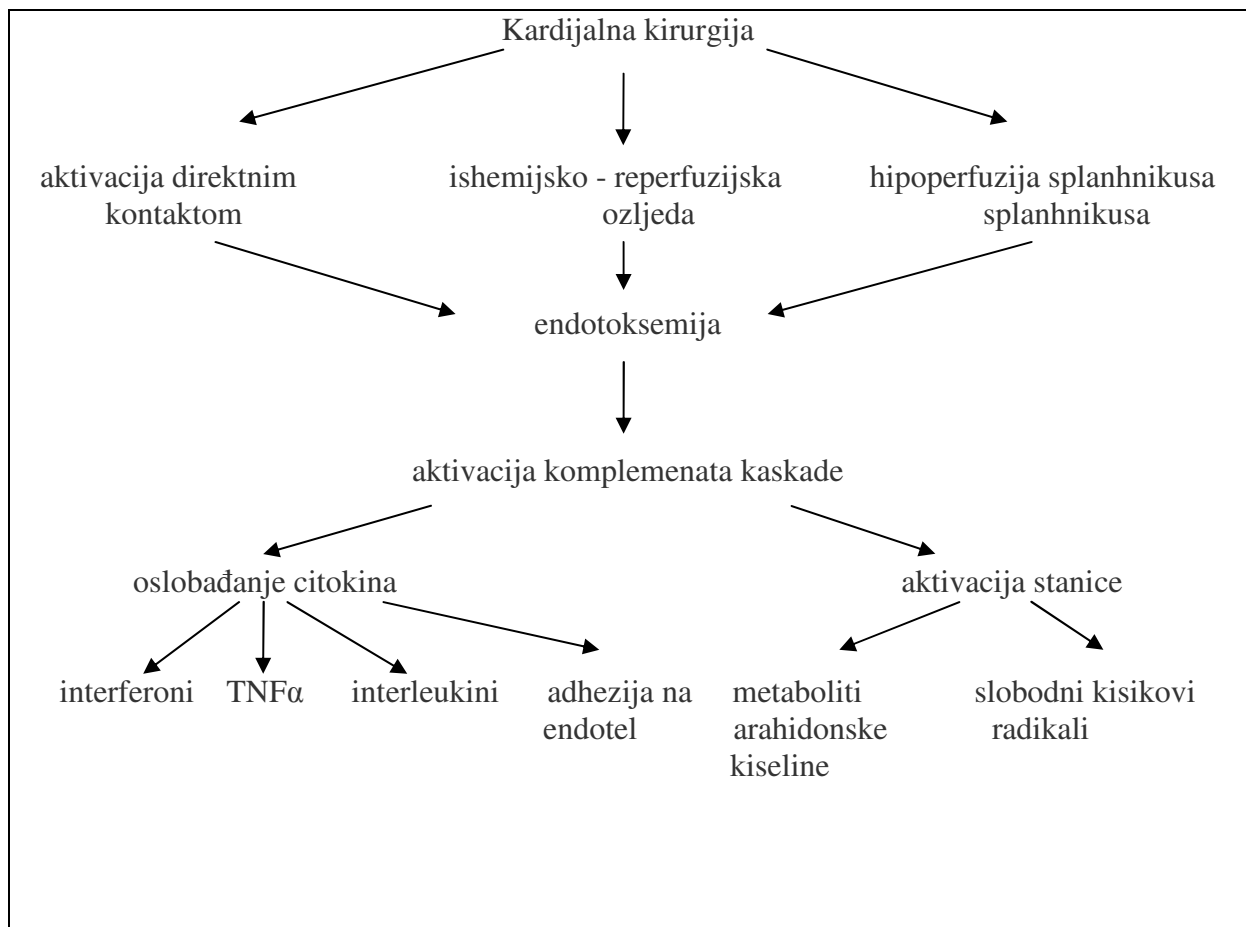 Kardijalna kirurgija
aktivacija direktnim
kontaktom
ishemijsko - reperfuzijska
ozljeda
hipoperfuzija splanhnikusa
splanhnikusa
endotoksemija
aktivacija komplemenata kaskade
oslobađanje citokina
aktivacija stanice
interferoni
TNFα
interleukini
adhezija na
endotel
metaboliti
arahidonske
kiseline
slobodni kisikovi
radikali